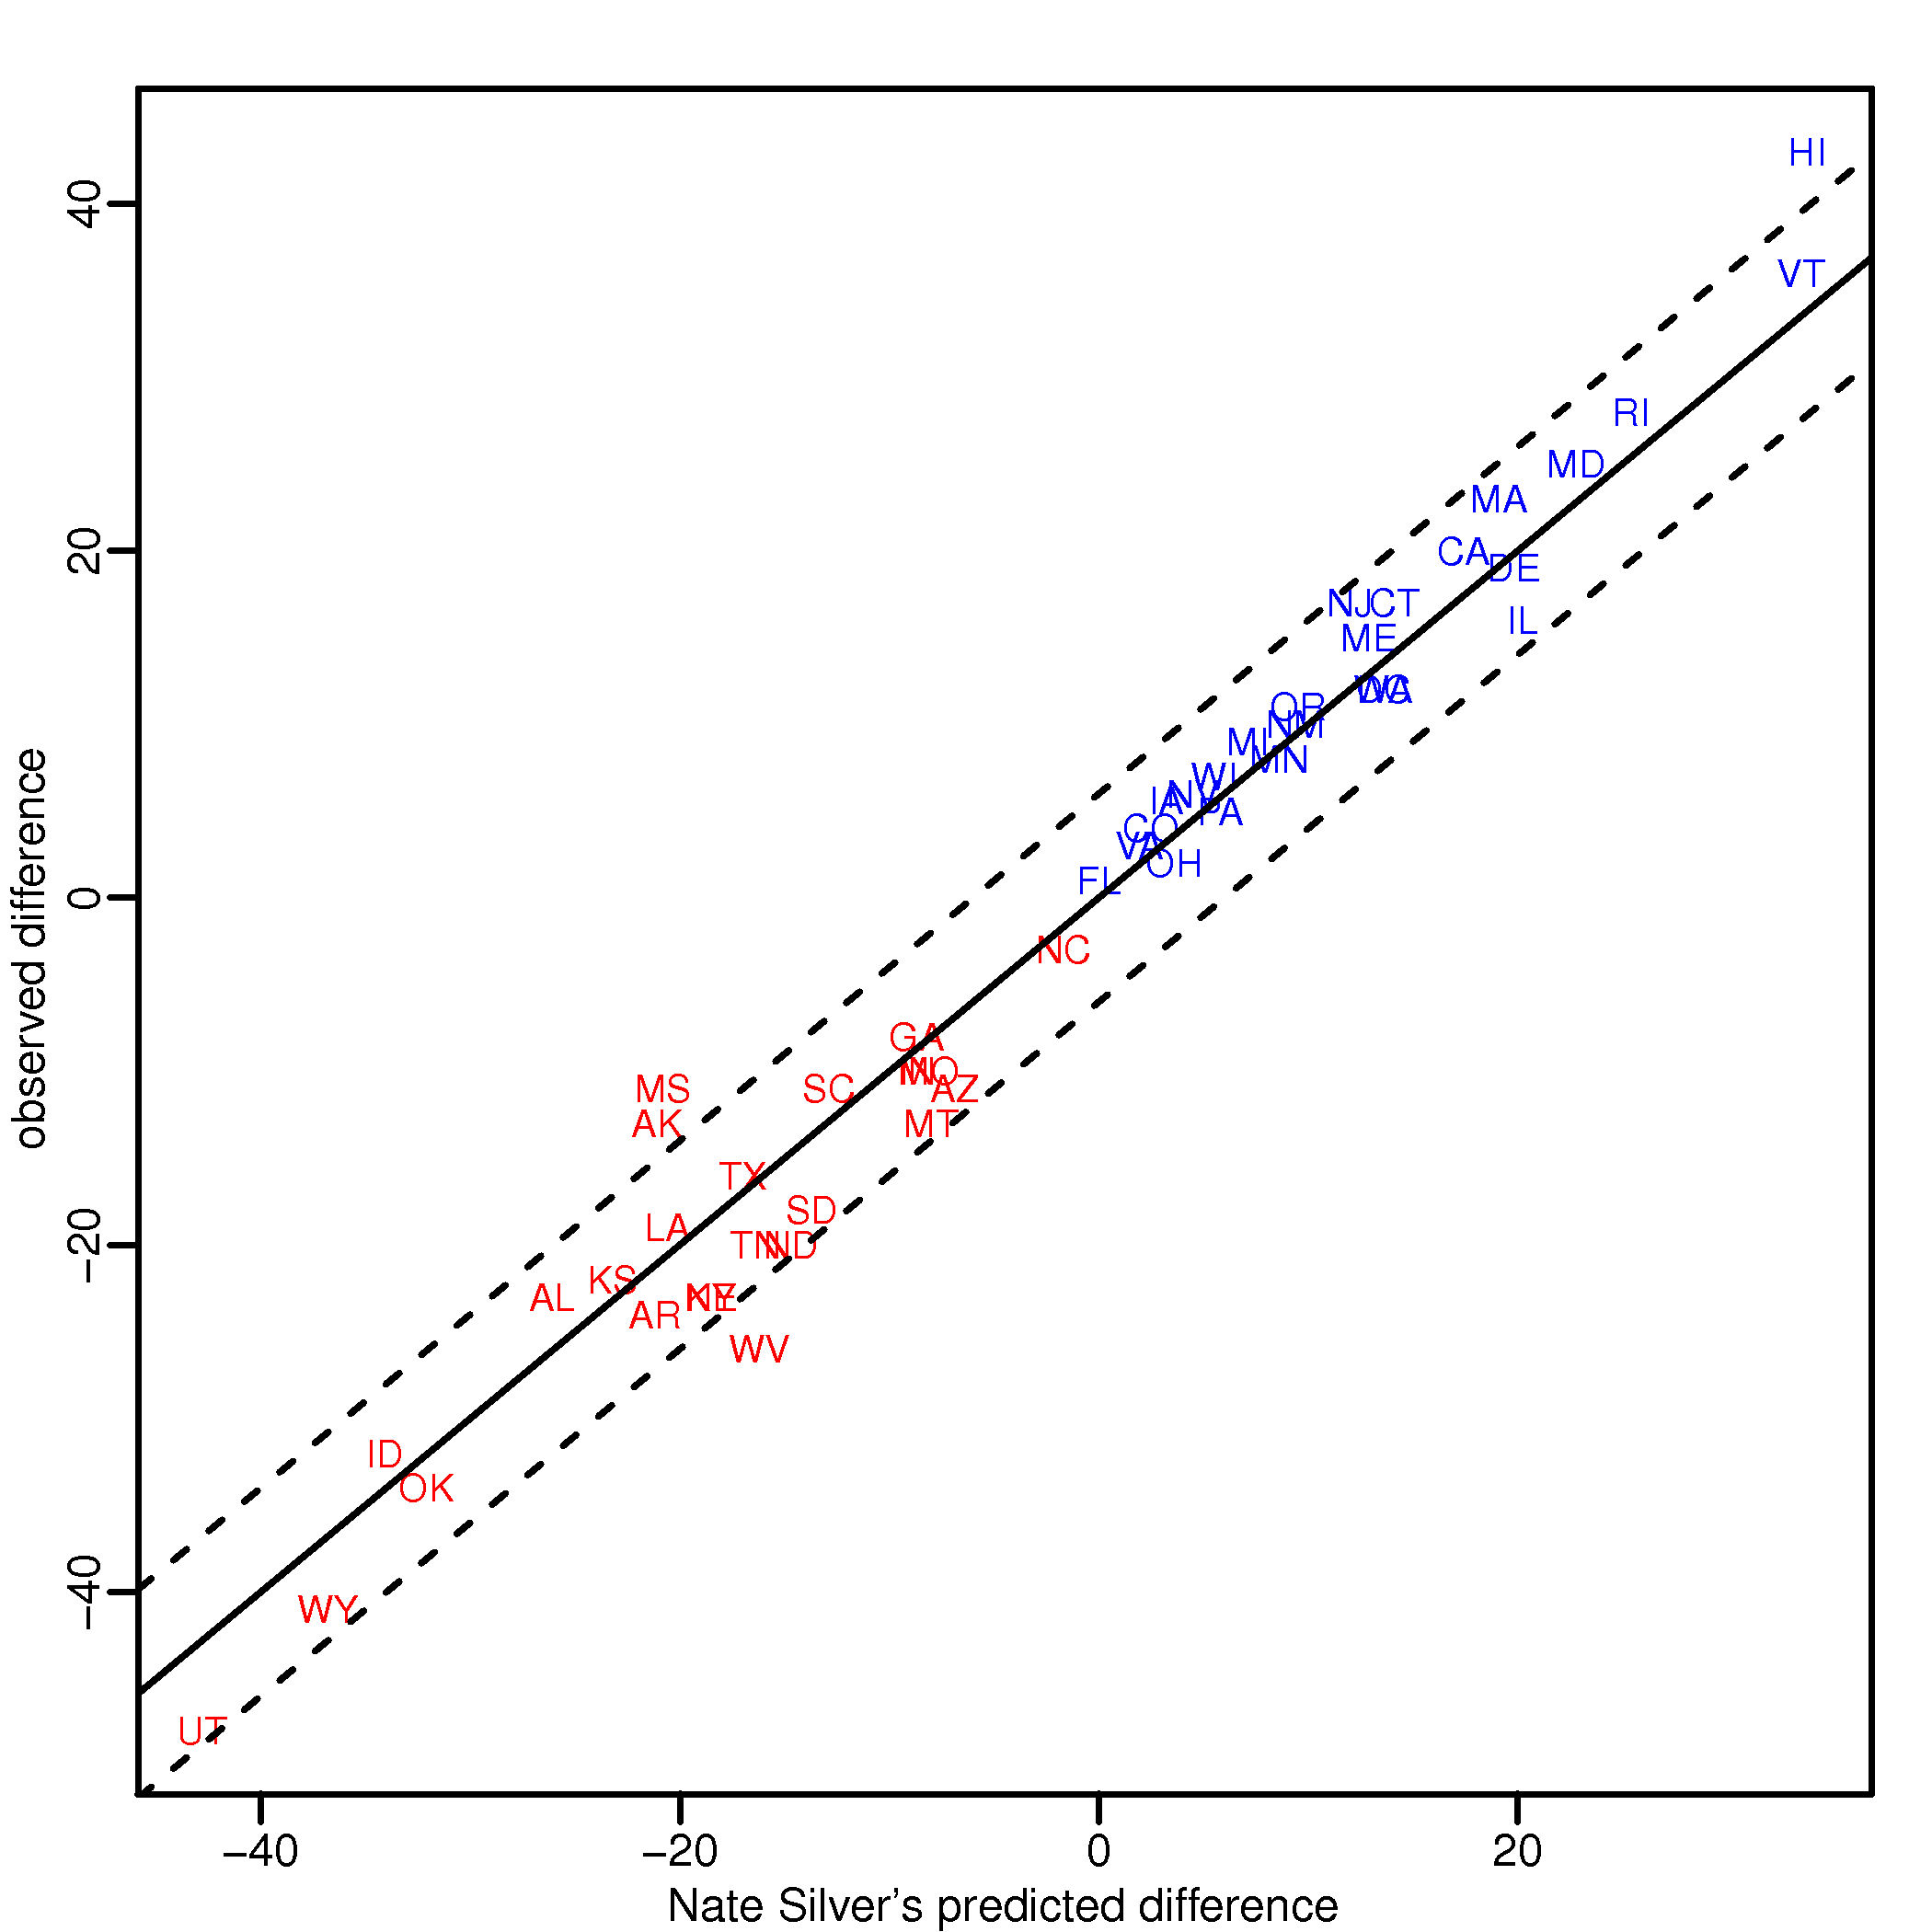 HI
40
VT
RI
MD
MA
20
CA
DE
NJ
CT
IL
ME
WA
OR
NM
MI
MN
WI
NV
IA
PA
CO
VA
OH
FL
0
NC
GA
MO
MS
SC
AZ
AK
MT
TX
SD
LA
TN
ND
-20
KS
AL
KY
NE
AR
WV
ID
OK
-40
WY
UT
observed difference
-40
-20
0
20
Nate Silver's predicted difference